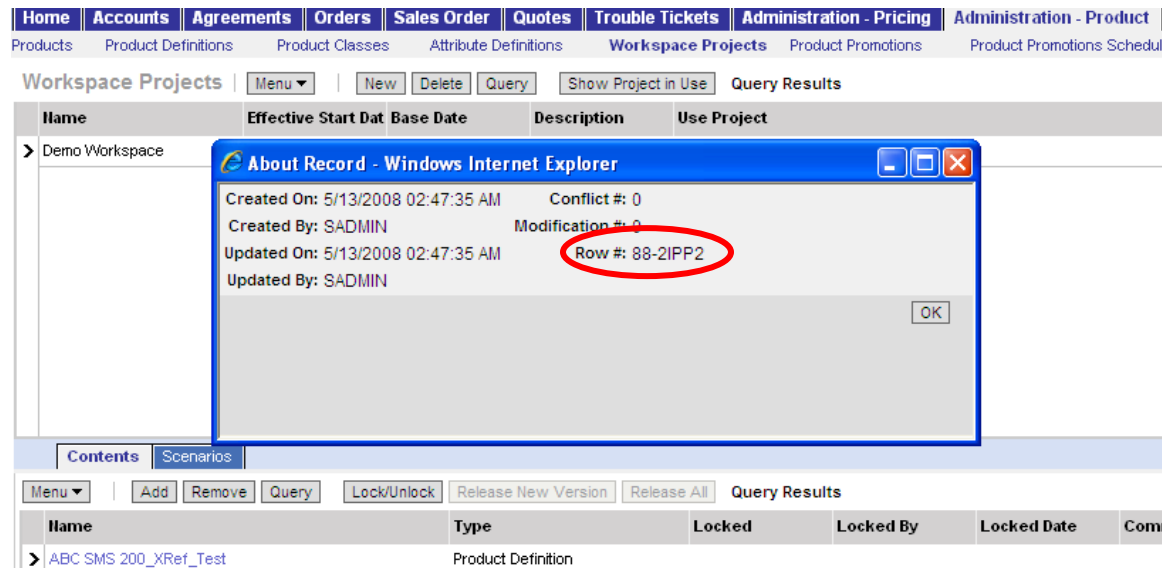 Home Accounts Agreements Orders Sales Order Quotes Trouble Tickets Administration - Pricing Administration - Product
Products Product Definitions Product Classes Attribute Definitions Workspace Projects Product Promotions Product Promotions Schedul
Workspace Projects Menu New Delete Query Show Project in Use Query Results
Name Effective Start Dat Base Date Description Use Project
Demo Workspace
About Record - Windows Internet Explorer
Created On: 5/13/2008 02:47:35 AM Conflict #: 0
Created By: SADMIN Modification #: 0
Updated On: 5/13/2008 02:47:35 AM Row #: 88-2IPP2
Updated By: SADMIN
OK
Contents Scenarios
Menu Add Remove Query Lock/Unlock Release New Version Release All Query Results
Name Type Locked Locked By Locked Date Com
ABC SMS 200_XRef_Test Product Definition